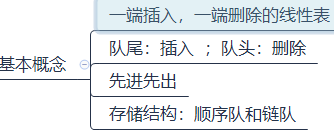 一端插入，一端删除的线性表
队尾：插入 ；队头：删除
基本概念
先进先出
存储结构：顺序队和链队